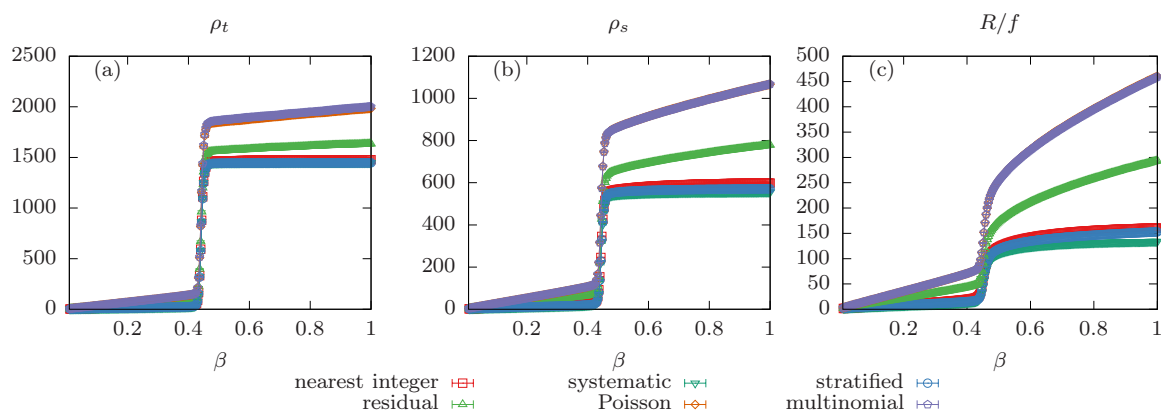 ρt ρs R/f
2500 1200 500
(a) (b) (c)
450
2000 1000 400
350
1500 800 300
600 250
1000 200
400 150
500 200 100
50
0 0 0
0.2 0.4 0.6 0.8 1 0.2 0.4 0.6 0.8 1 0.2 0.4 0.6 0.8 1
β β β
nearest integer systematic stratified
residual Poisson multinomial